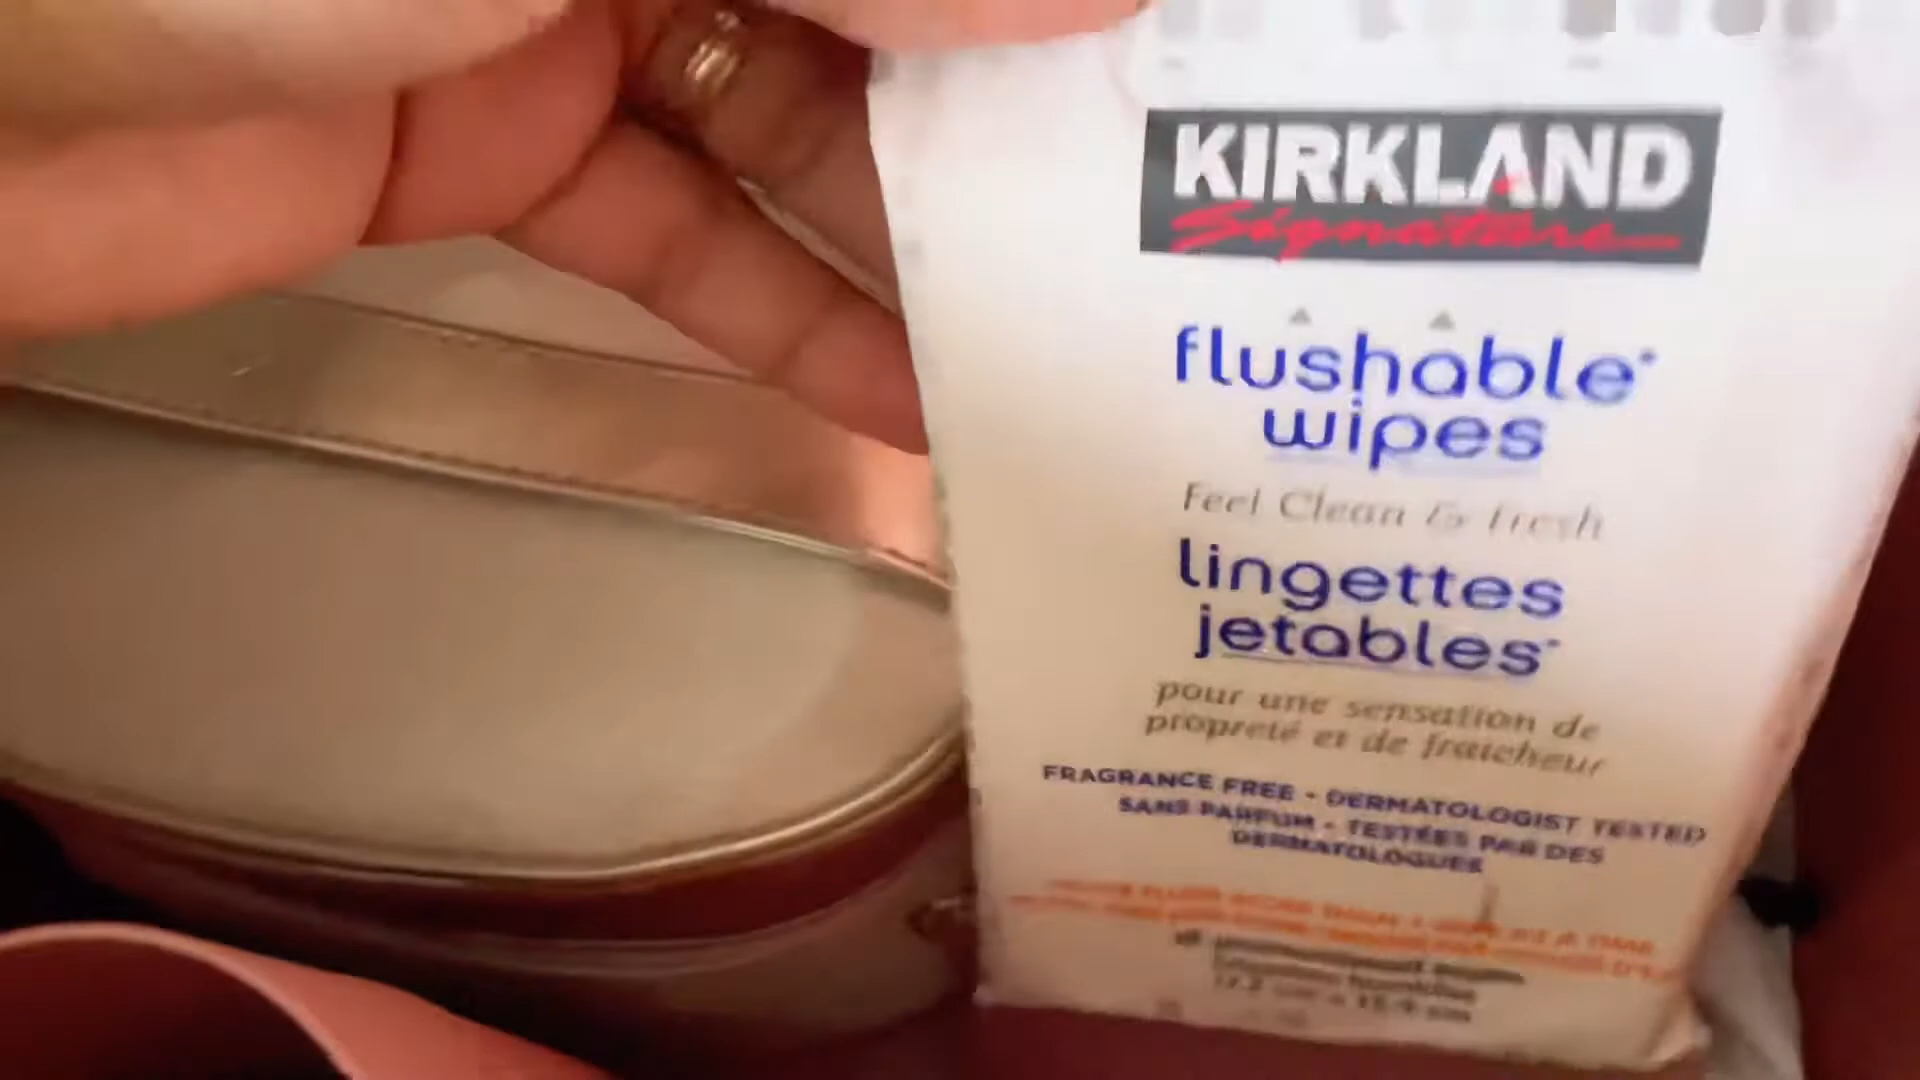 KIRKLAND
Signature
flushable*
wipes
Feel Clean & fresh
lingettes
jetables*
pour une sensation de
propreté et de fraîcheur
FRAGRANCE FREE - DERMATOLOGIST TESTED
SANS PARFUM - TESTÉES PAR DES
DERMATOLOGUES